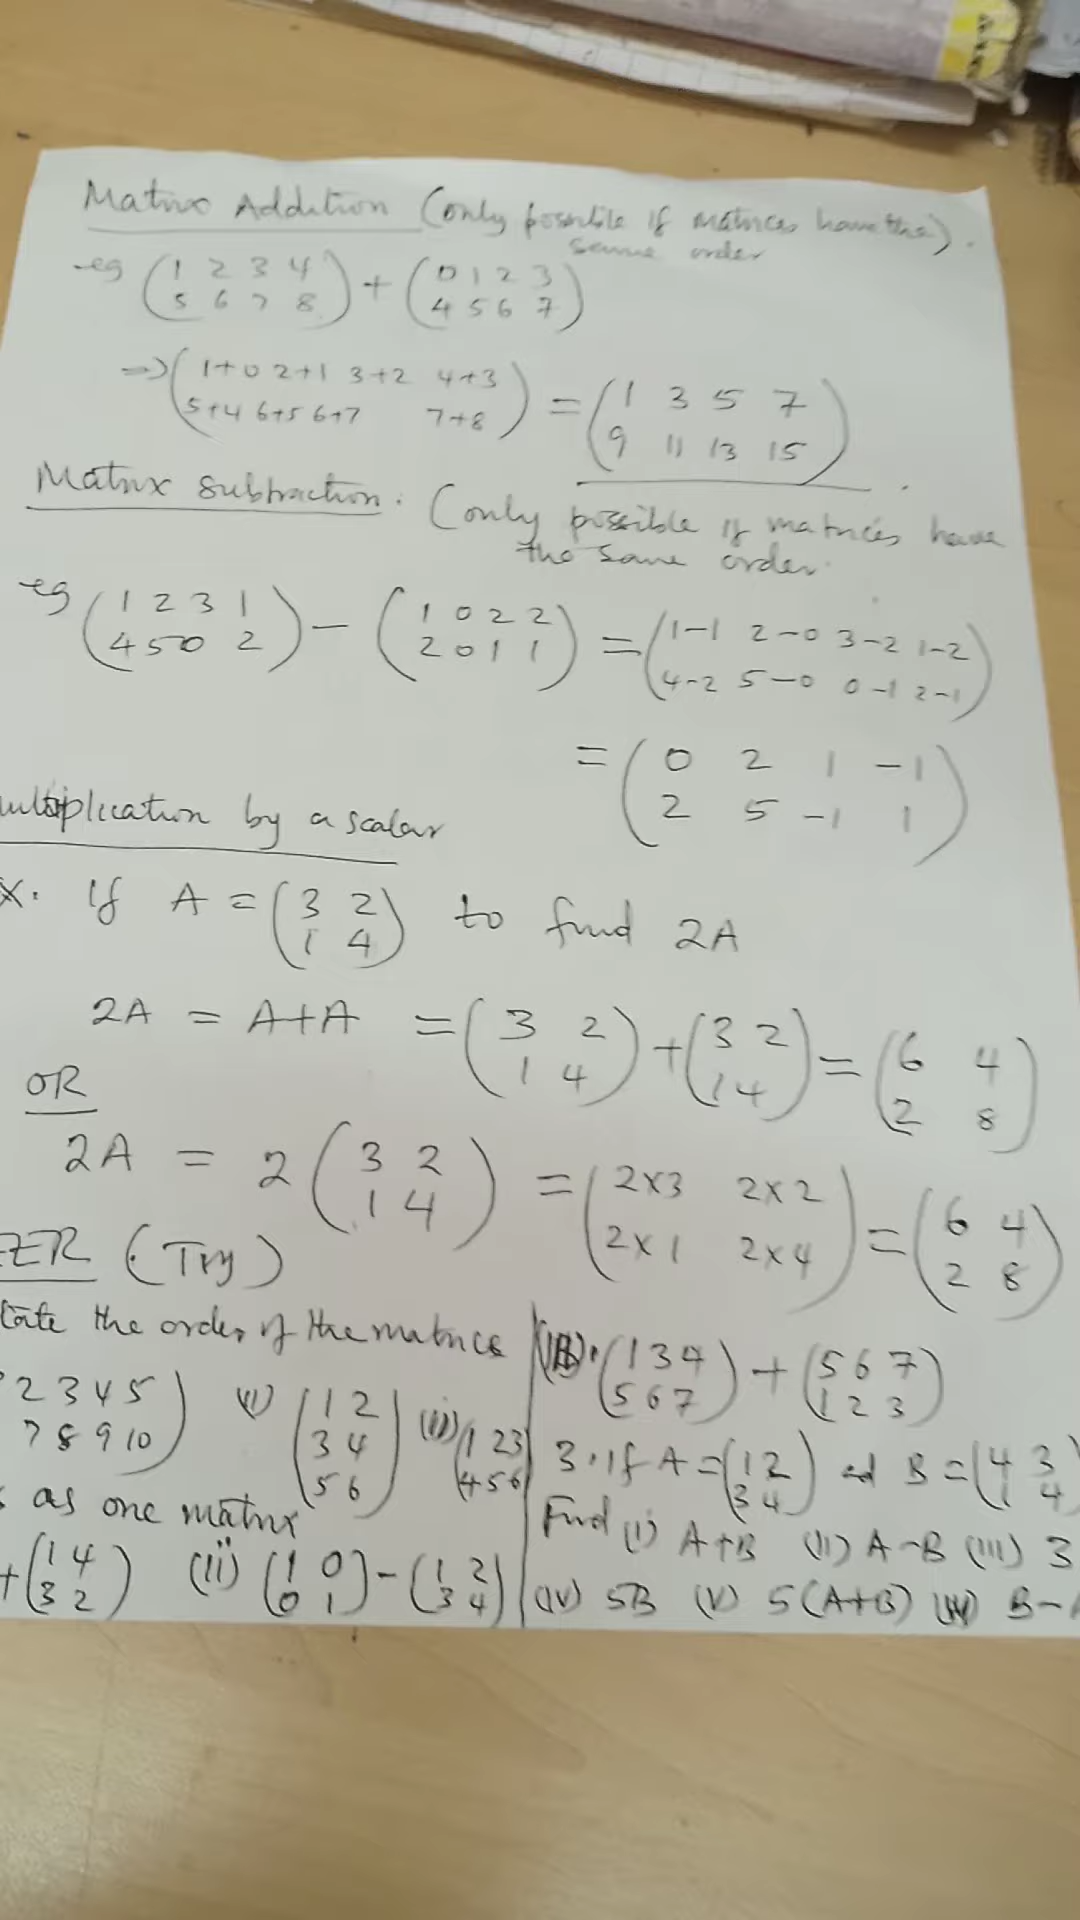 Matrix Addition (only possible if matrices have the).
same order
eg (1 2 3 4 / 5 6 7 8) + (0 1 2 3 / 4 5 6 7)
=> (1+0 2+1 3+2 4+3 / 5+4 6+5 6+7 7+8) = (1 3 5 7 / 9 11 13 15).
Matrix subtraction. (only possible if matrices have
the same order.
eg (1 2 3 1 / 4 5 0 2) - (1 0 2 2 / 2 0 1 1) = (1-1 2-0 3-2 1-2 / 4-2 5-0 0-1 2-1)
= (0 2 1 -1 / 2 5 -1 1)
multiplication by a scalar
x. If A = (3 2 / 1 4) to find 2A
2A = A+A = (3 2 / 1 4) + (3 2 / 1 4) = (6 4 / 2 8)
OR
2A = 2 (3 2 / 1 4) = (2x3 2x2 / 2x1 2x4) = (6 4 / 2 8)
(Try)
the order of the matrices
2 3 4 5 / 7 8 9 10) (ii) (1 2 / 3 4 / 5 6) (iii) (1 2 3 / 4 5 6)
as one matrix
+ (1 4 / 3 2) (ii) (1 0 / 0 1) - (1 2 / 3 4)
(1 3 4 / 5 6 7) + (5 6 7 / 1 2 3)
3. If A = (1 2 / 3 4) and B = (4 3 / 1 4
Find (i) A+B (ii) A-B (iii) 3
(iv) 5B (v) 5(A+B) B-